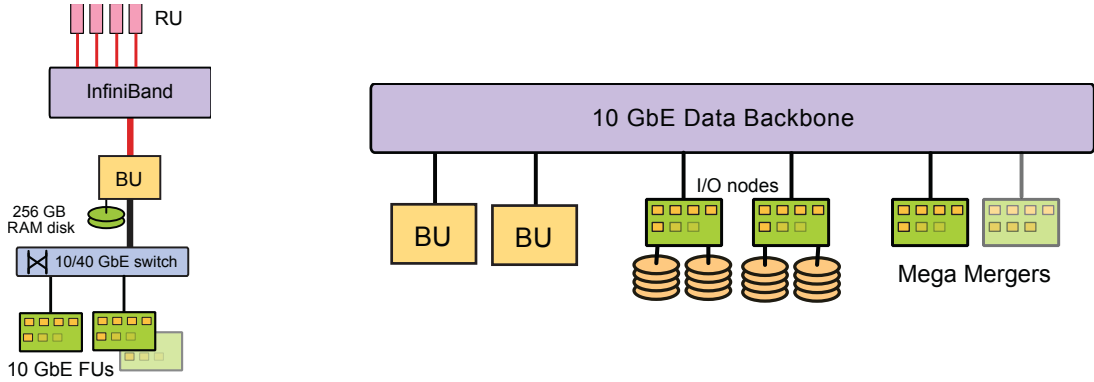 RU
InfiniBand
BU
256 GB
RAM disk
10/40 GbE switch
10 GbE FUs
10 GbE Data Backbone
I/O nodes
BU
BU
Mega Mergers